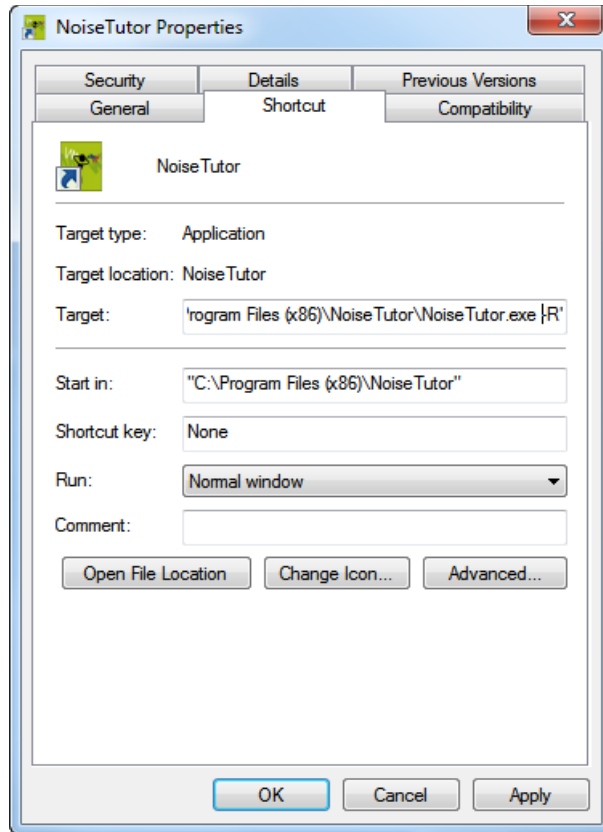 NoiseTutor Properties
Security Details Previous Versions
General Shortcut Compatibility
NoiseTutor
Target type: Application
Target location: NoiseTutor
Target: 'rogram Files (x86)\NoiseTutor\NoiseTutor.exe -R"
Start in: "C:\Program Files (x86)\NoiseTutor"
Shortcut key: None
Run: Normal window
Comment:
Open File Location Change Icon... Advanced...
OK Cancel Apply